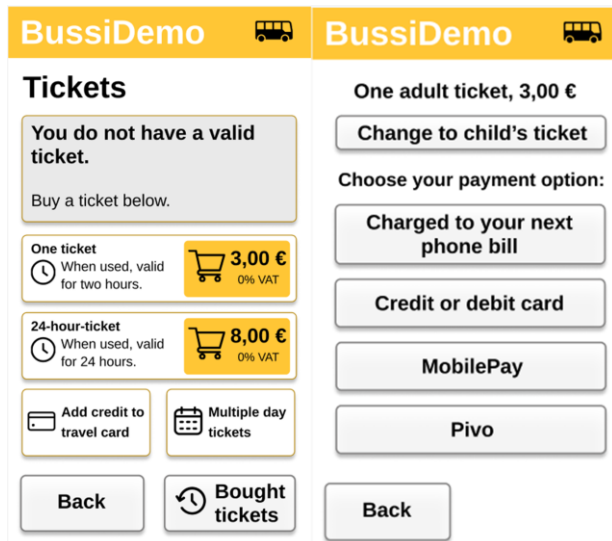 BussiDemo
Tickets
You do not have a valid
ticket.
Buy a ticket below.
One ticket
When used, valid
for two hours.
3,00 €
0% VAT
24-hour-ticket
When used, valid
for 24 hours.
8,00 €
0% VAT
Add credit to
travel card
Multiple day
tickets
Back
Bought
tickets
BussiDemo
One adult ticket, 3,00 €
Change to child's ticket
Choose your payment option:
Charged to your next
phone bill
Credit or debit card
MobilePay
Pivo
Back